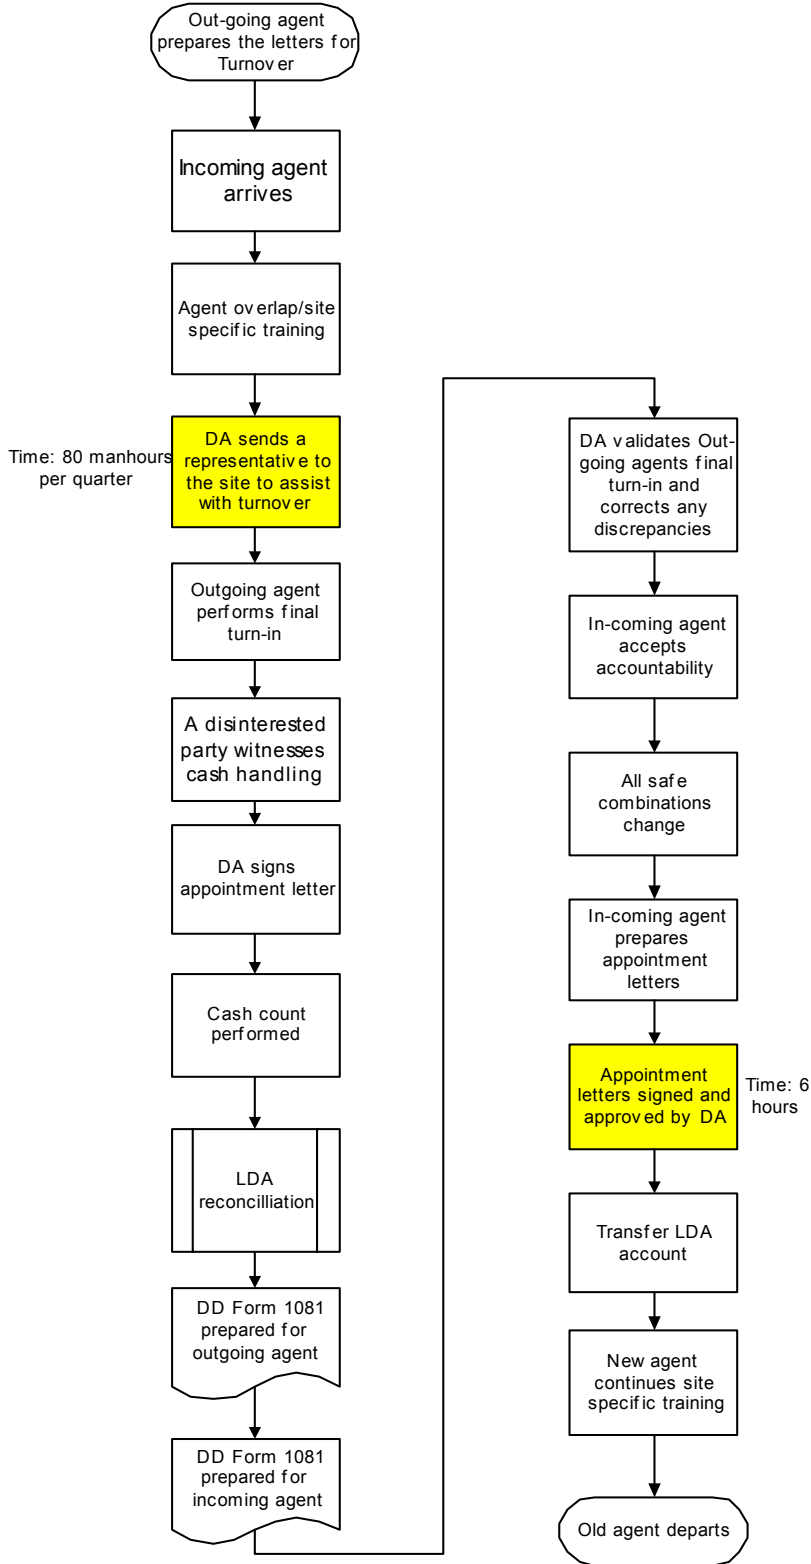 Out-going agent
prepares the letters for
Turnover
Incoming agent
arrives
Agent overlap/site
specific training
Time: 80 manhours
per quarter
DA sends a
representative to
the site to assist
with turnover
Outgoing agent
performs final
turn-in
A disinterested
party witnesses
cash handling
DA signs
appointment letter
Cash count
performed
LDA
reconcilliation
DD Form 1081
prepared for
outgoing agent
DD Form 1081
prepared for
incoming agent
DA validates Out-
going agents final
turn-in and
corrects any
discrepancies
In-coming agent
accepts
accountability
All safe
combinations
change
In-coming agent
prepares
appointment
letters
Appointment
letters signed and
approved by DA
Time: 6
hours
Transfer LDA
account
New agent
continues site
specific training
Old agent departs